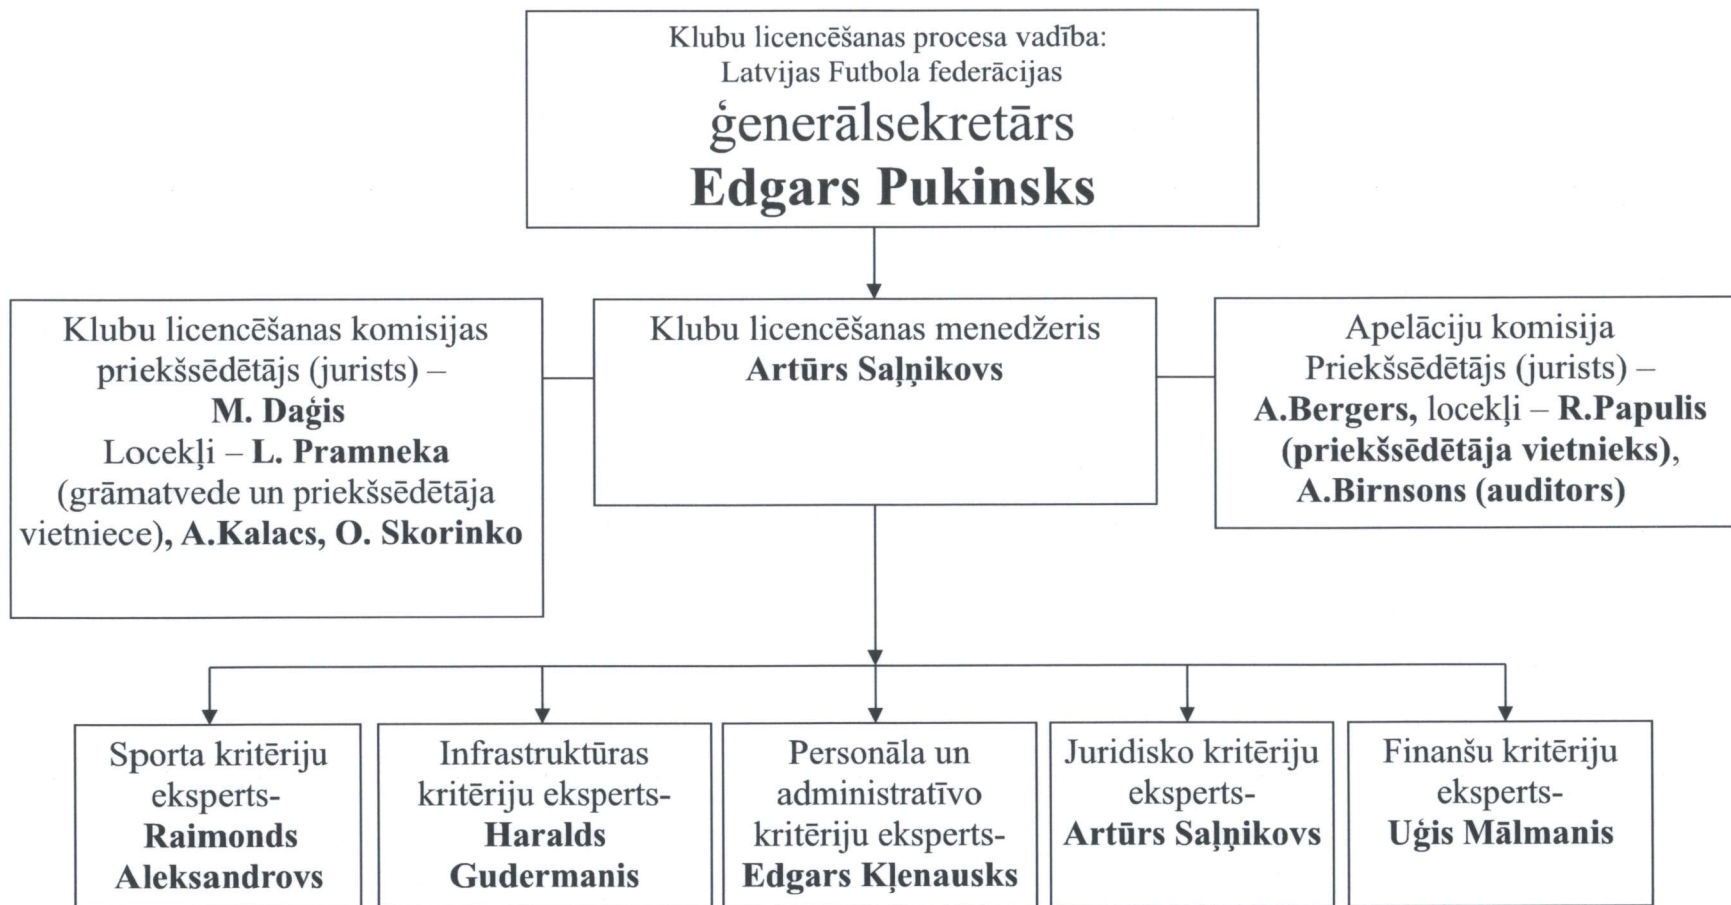 Klubu licencēšanas procesa vadība:
Latvijas Futbola federācijas
ģenerālsekretārs
Edgars Pukinsks
Klubu licencēšanas komisijas
priekšsēdētājs (jurists) –
M. Daģis
Locekļi – L. Pramneka
(grāmatvede un priekšsēdētāja
vietniece), A.Kalacs, O. Skorinko
Klubu licencēšanas menedžeris
Artūrs Saļņikovs
Apelāciju komisija
Priekšsēdētājs (jurists) –
A.Bergers, locekļi – R.Papulis
(priekšsēdētāja vietnieks),
A.Birnsons (auditors)
Sporta kritēriju
eksperts-
Raimonds
Aleksandrovs
Infrastruktūras
kritēriju eksperts-
Haralds
Gudermanis
Personāla un
administratīvo
kritēriju eksperts-
Edgars Kļenausks
Juridisko kritēriju
eksperts-
Artūrs Saļņikovs
Finanšu kritēriju
eksperts-
Uģis Mālmanis